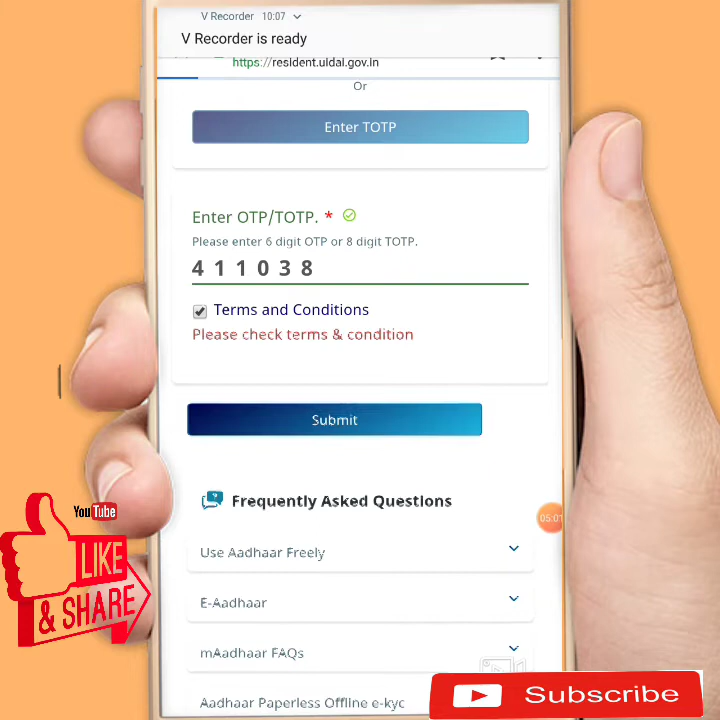 V Recorder 10:07
V Recorder is ready
https://resident.uidai.gov.in
Or
Enter TOTP
Enter OTP/TOTP. *
Please enter 6 digit OTP or 8 digit TOTP.
4 1 1 0 3 8
Terms and Conditions
Please check terms & condition
Submit
Frequently Asked Questions
YouTube
05:01
LIKE
& SHARE
Use Aadhaar Freely
E-Aadhaar
mAadhaar FAQs
Aadhaar Paperless Offline e-kyc
Subscribe